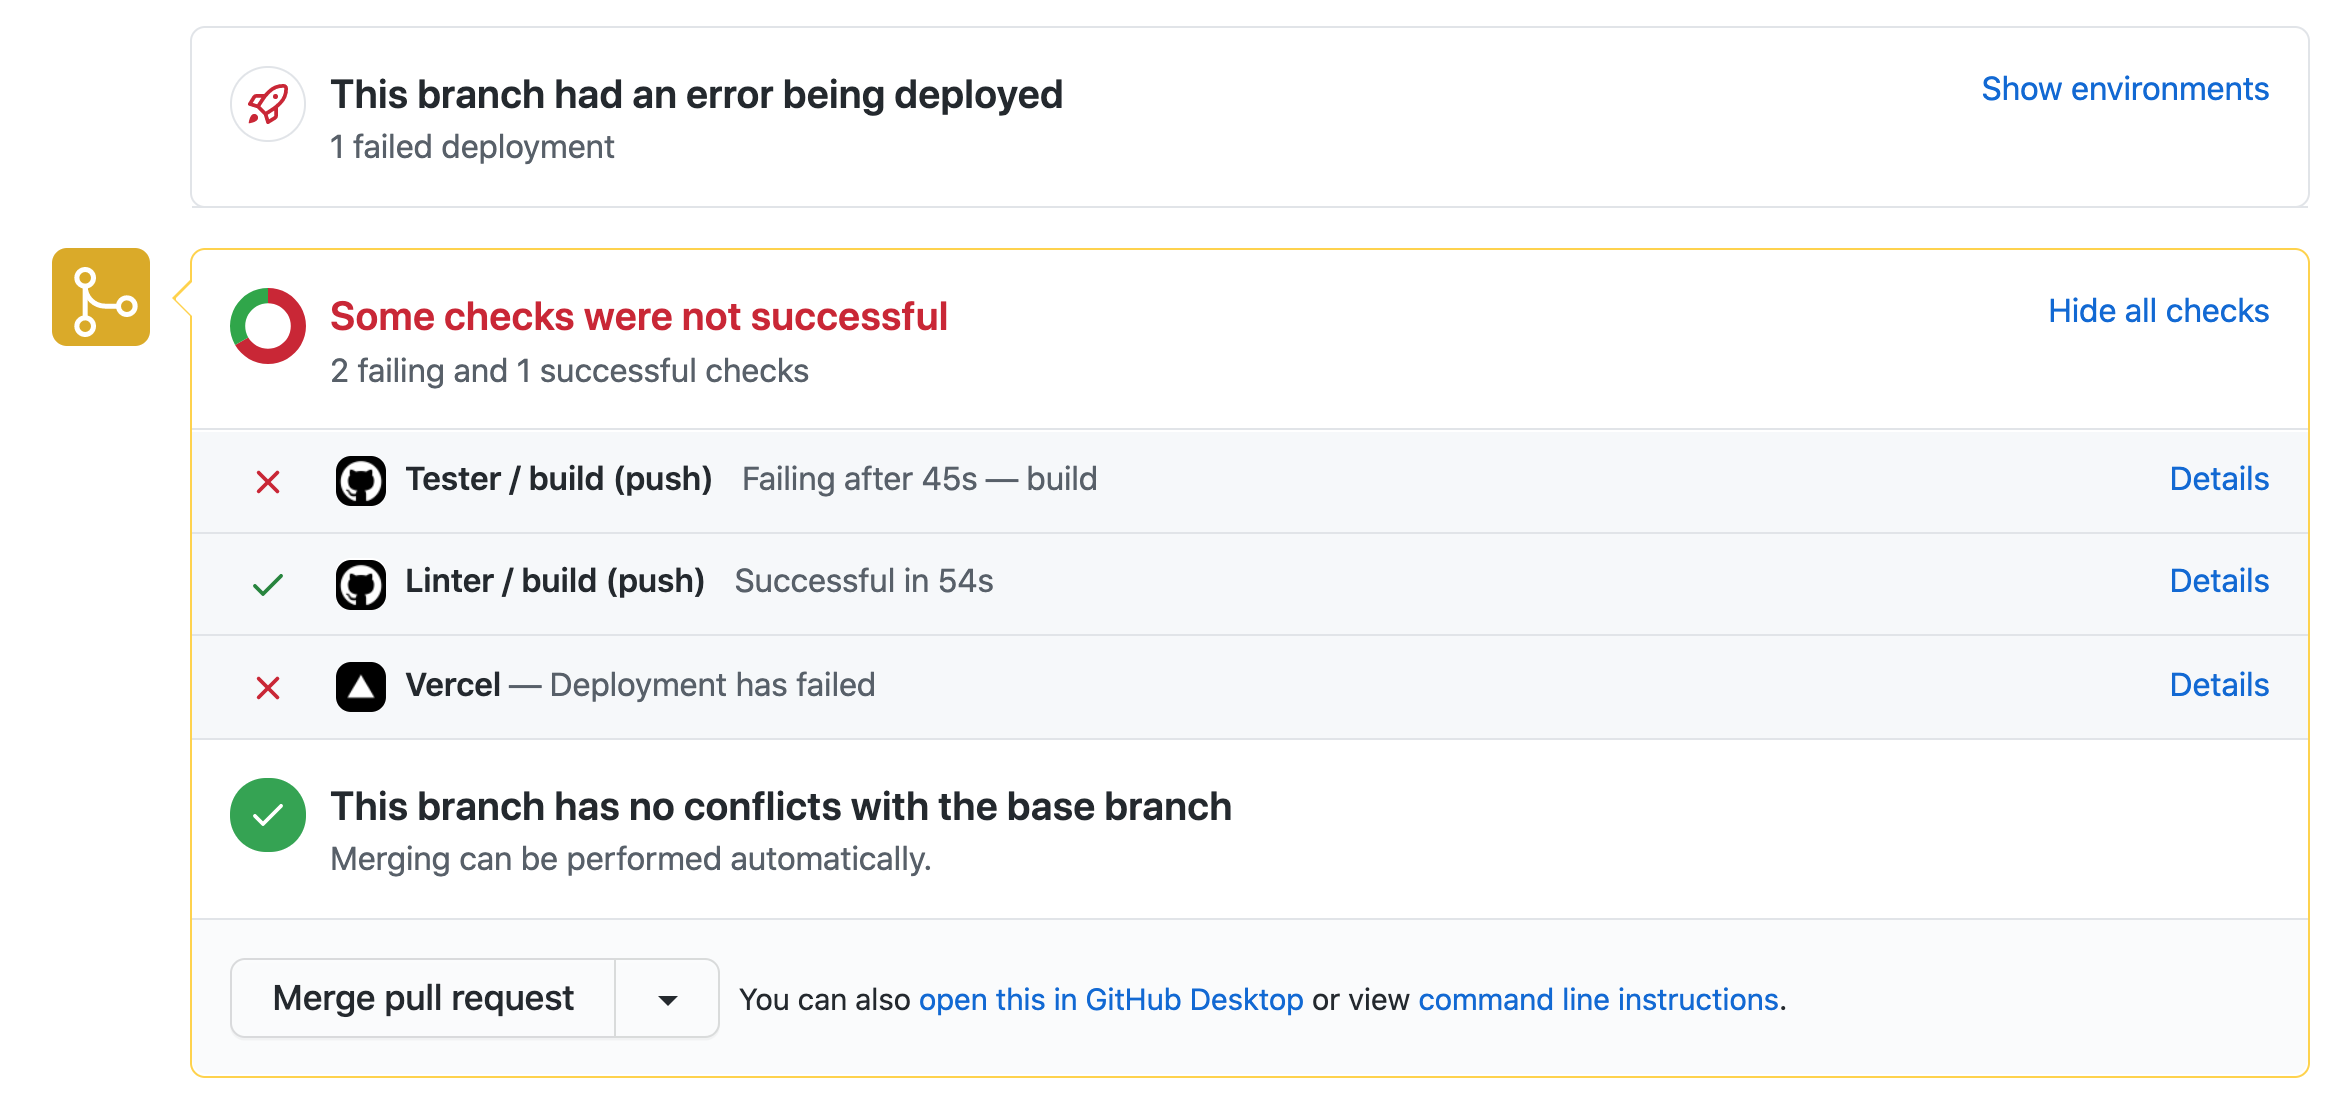 This branch had an error being deployed
Show environments
1 failed deployment
Some checks were not successful
Hide all checks
2 failing and 1 successful checks
Tester / build (push) Failing after 45s — build
Details
Linter / build (push) Successful in 54s
Details
Vercel — Deployment has failed
Details
This branch has no conflicts with the base branch
Merging can be performed automatically.
Merge pull request
You can also open this in GitHub Desktop or view command line instructions.